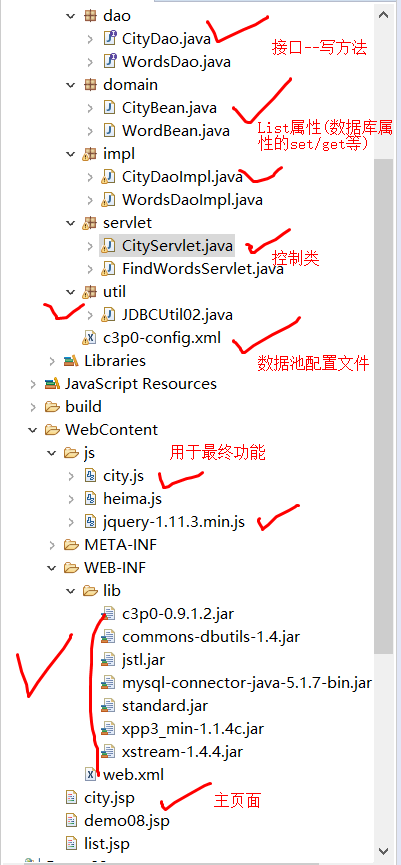 dao
CityDao.java
接口--写方法
WordsDao.java
domain
CityBean.java
WordBean.java
List属性(数据库属
性的set/get等)
impl
CityDaoImpl.java
WordsDaoImpl.java
servlet
CityServlet.java
控制类
FindWordsServlet.java
util
JDBCUtil02.java
c3p0-config.xml
数据池配置文件
Libraries
JavaScript Resources
build
WebContent
js
用于最终功能
city.js
heima.js
jquery-1.11.3.min.js
META-INF
WEB-INF
lib
c3p0-0.9.1.2.jar
commons-dbutils-1.4.jar
jstl.jar
mysql-connector-java-5.1.7-bin.jar
standard.jar
xpp3_min-1.1.4c.jar
xstream-1.4.4.jar
web.xml
city.jsp
主页面
demo08.jsp
list.jsp